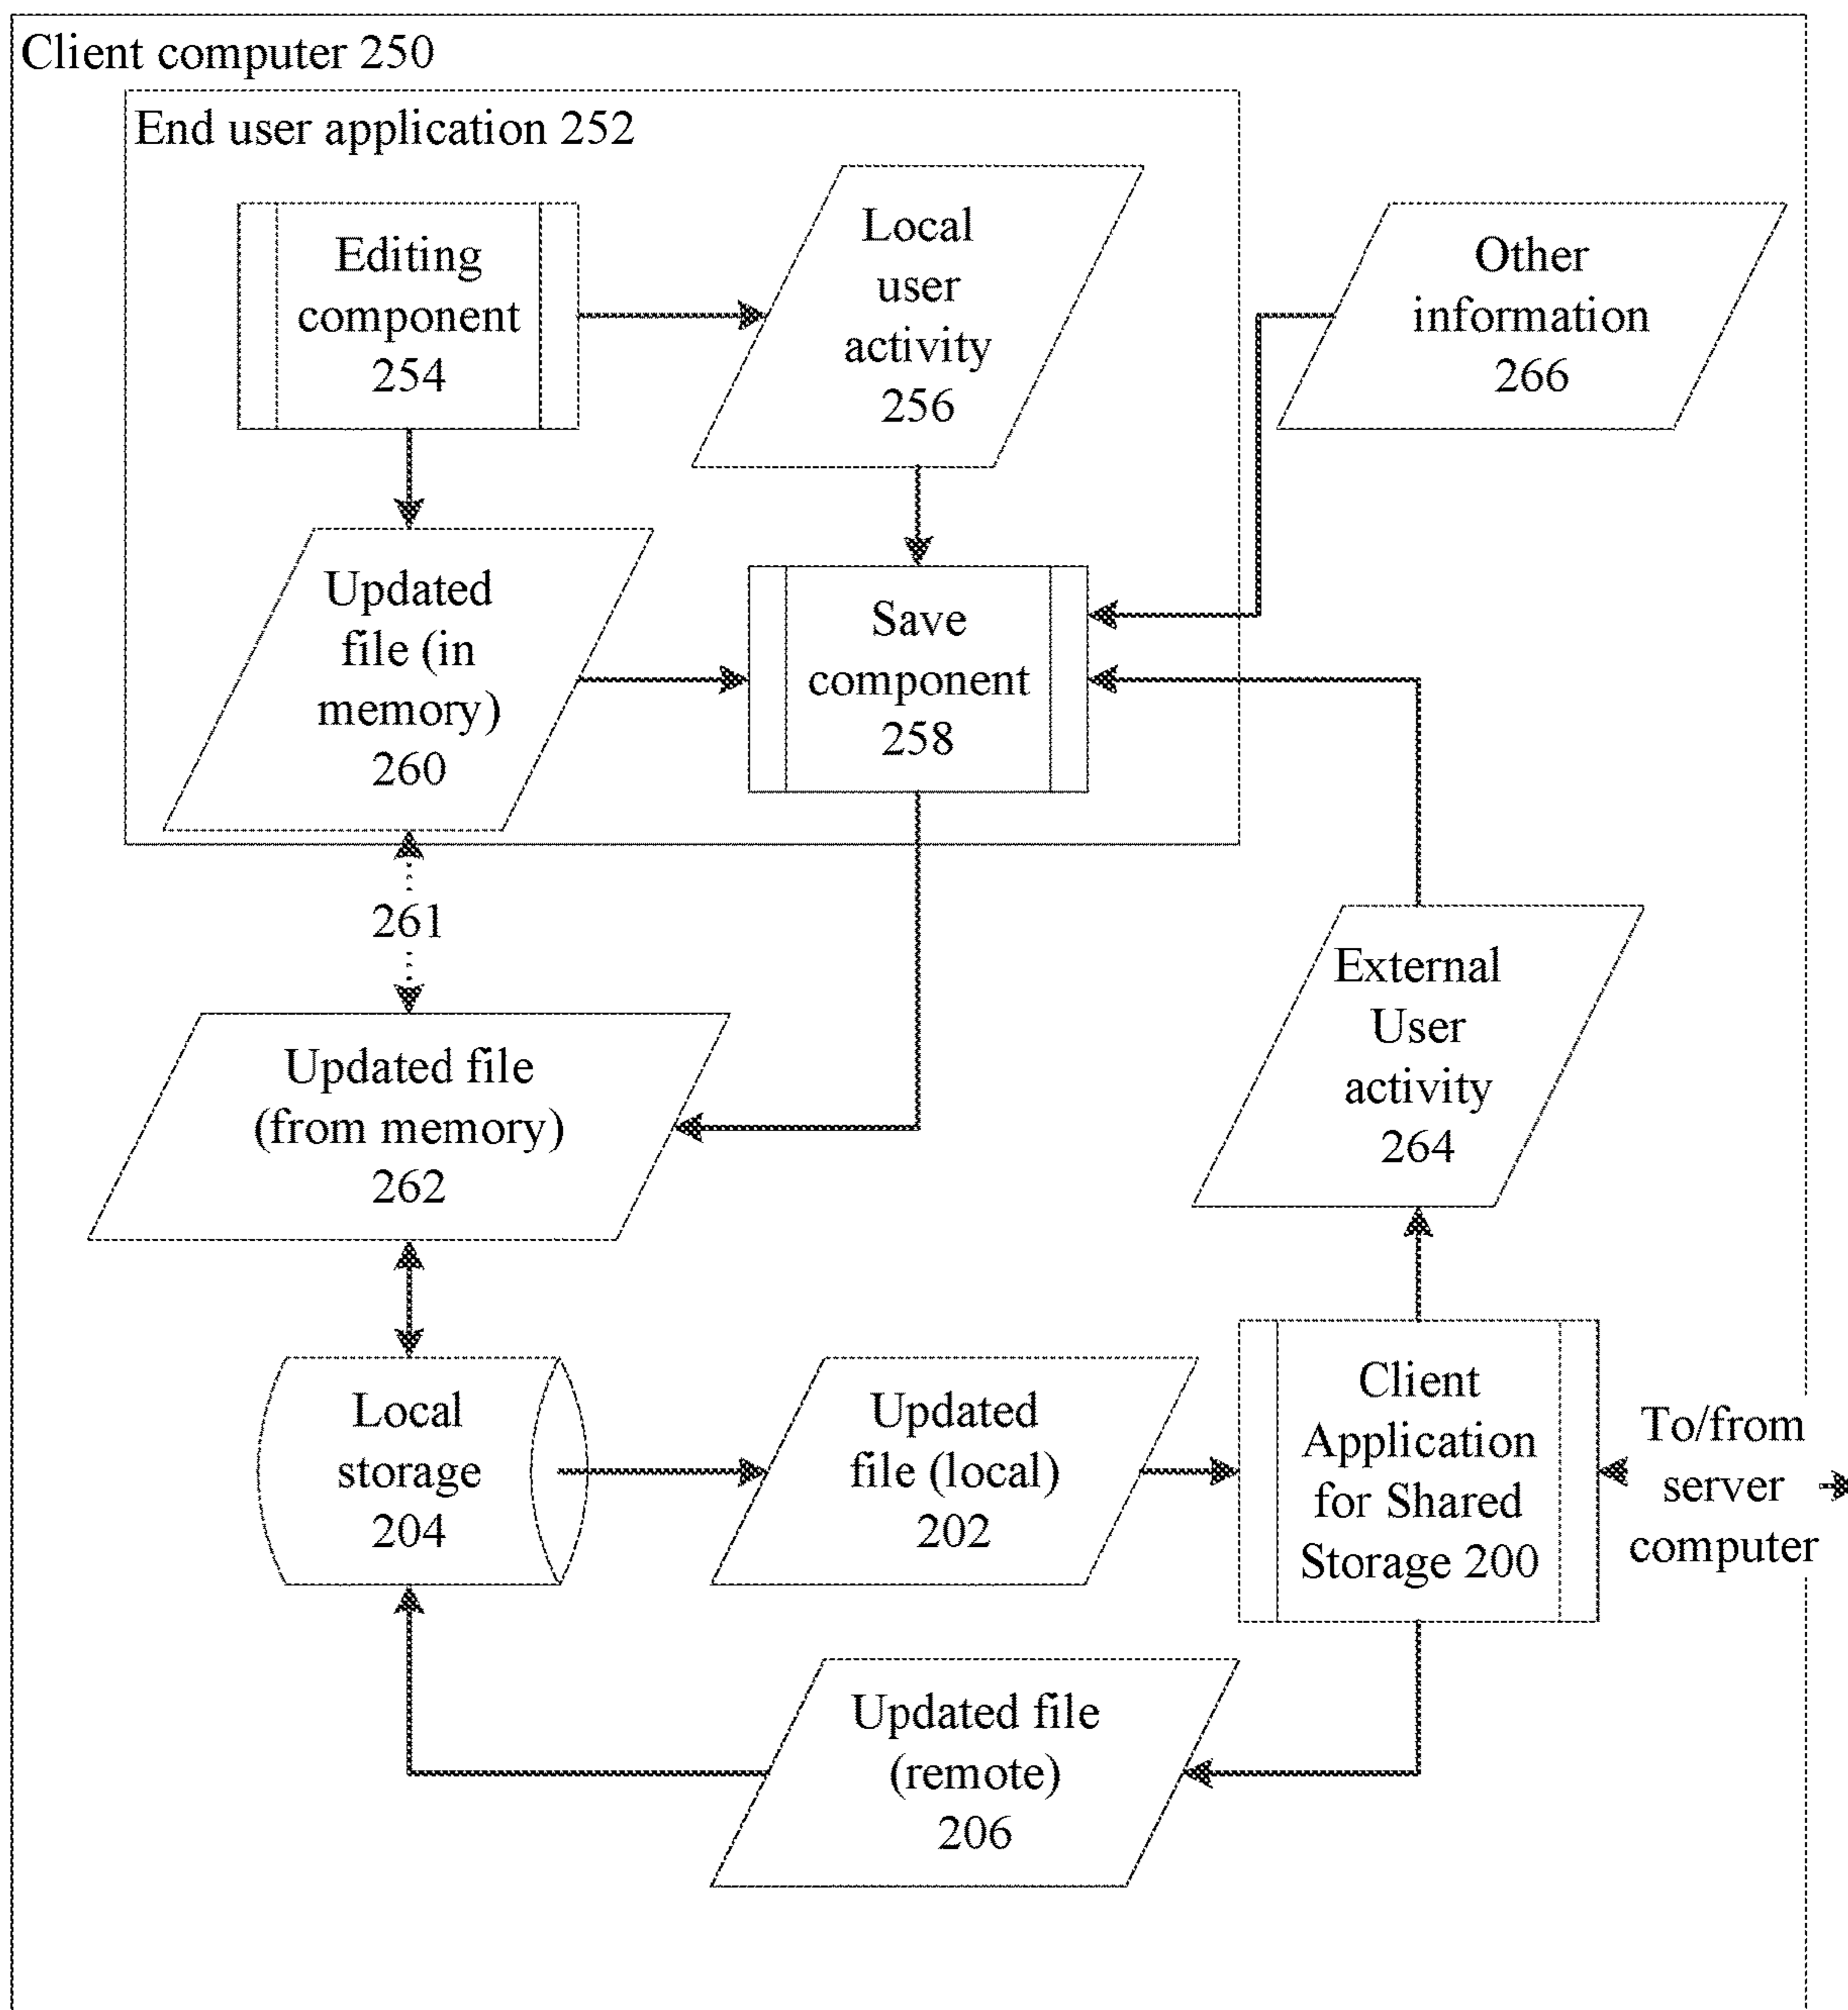 Client computer 250
End user application 252
Editing
component
254
Local
user
activity
256
Other
information
266
Updated
file (in
memory)
260
Save
component
258
261
Updated file
(from memory)
262
External
User
activity
264
Local
storage
204
Updated
file (local)
202
Client
Application
for Shared
Storage 200
To/from
server
computer
Updated file
(remote)
206